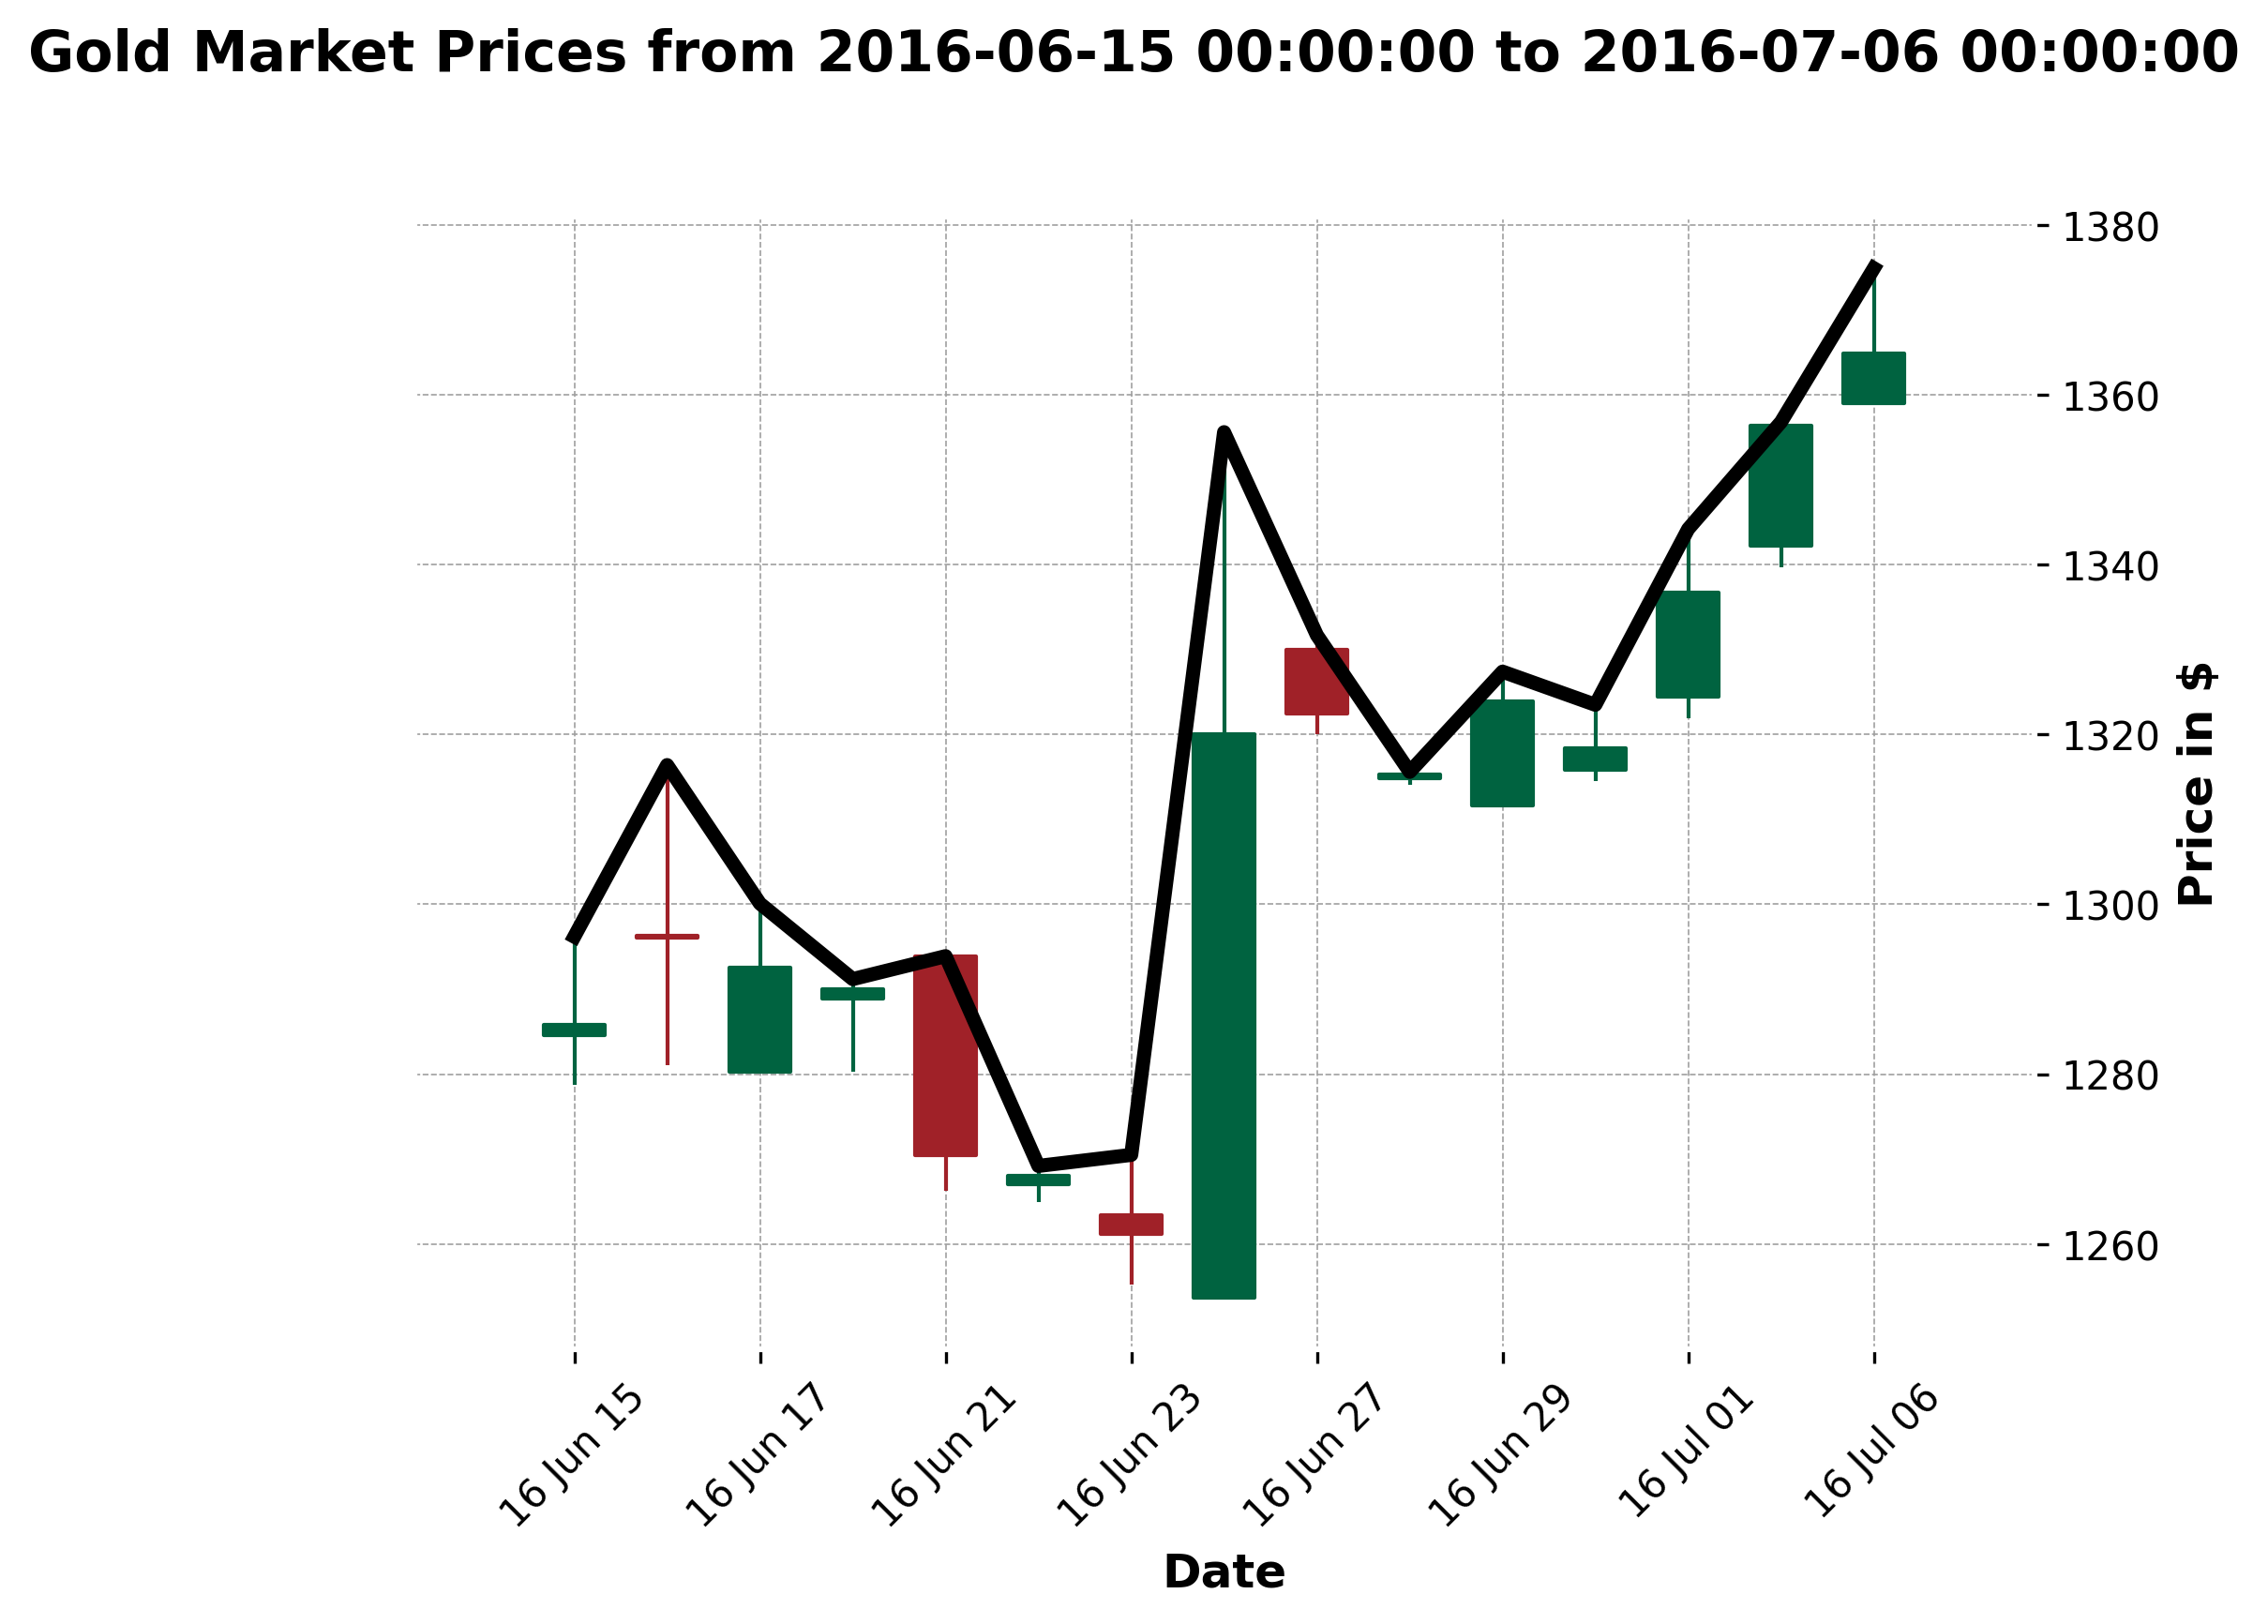 Gold Market Prices from 2016-06-15 00:00:00 to 2016-07-06 00:00:00
1380
1360
1340
1320
1300
1280
1260
Price in $
16 Jun 15
16 Jun 17
16 Jun 21
16 Jun 23
16 Jun 27
16 Jun 29
16 Jul 01
16 Jul 06
Date